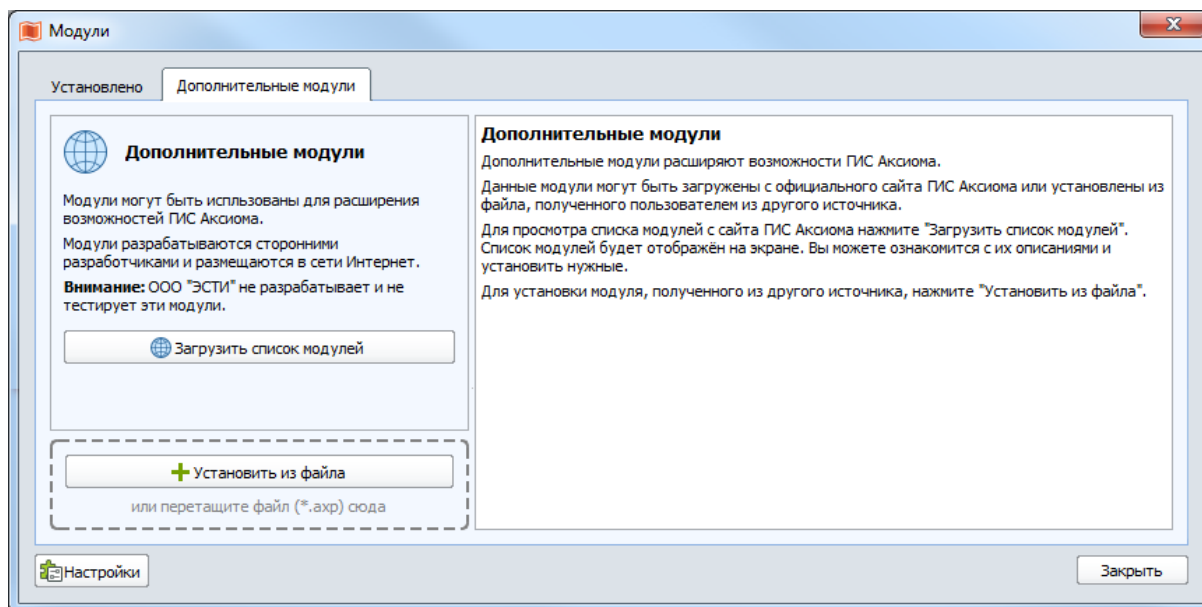 Модули
Установлено
Дополнительные модули
Дополнительные модули
Модули могут быть испльзованы для расширения
возможностей ГИС Аксиома.
Модули разрабатываются сторонними
разработчиками и размещаются в сети Интернет.
Внимание: ООО "ЭСТИ" не разрабатывает и не
тестирует эти модули.
Загрузить список модулей
Установить из файла
или перетащите файл (*.axp) сюда
Дополнительные модули
Дополнительные модули расширяют возможности ГИС Аксиома.
Данные модули могут быть загружены с официального сайта ГИС Аксиома или установлены из
файла, полученного пользователем из другого источника.
Для просмотра списка модулей с сайта ГИС Аксиома нажмите "Загрузить список модулей".
Список модулей будет отображён на экране. Вы можете ознакомится с их описаниями и
установить нужные.
Для установки модуля, полученного из другого источника, нажмите "Установить из файла".
Настройки
Закрыть